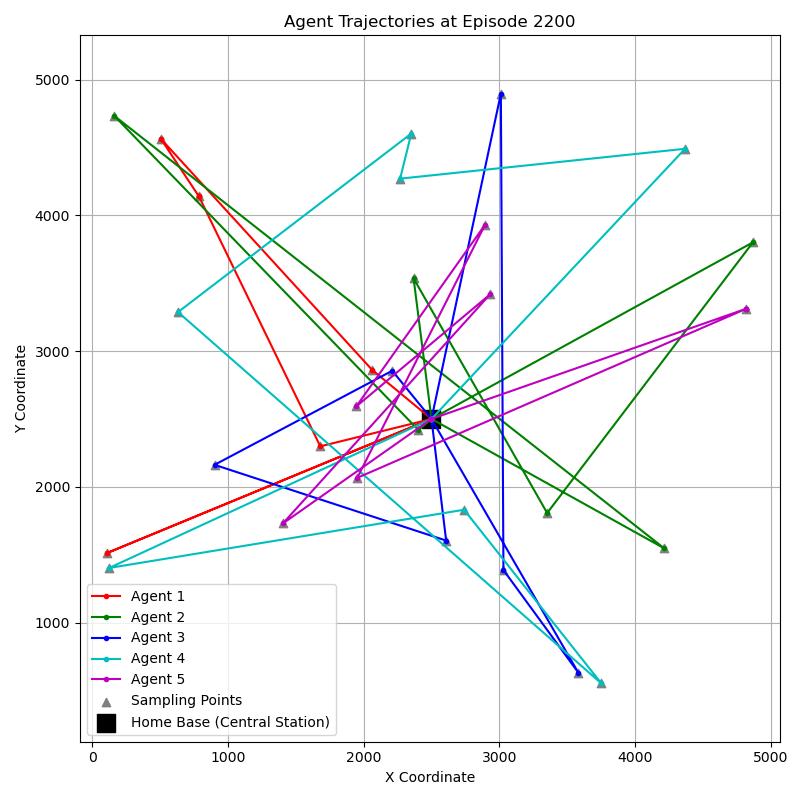 Agent Trajectories at Episode 2200
Y Coordinate
5000
4000
3000
2000
1000
Agent 1
Agent 2
Agent 3
Agent 4
Agent 5
Sampling Points
Home Base (Central Station)
0 1000 2000 3000 4000 5000
X Coordinate